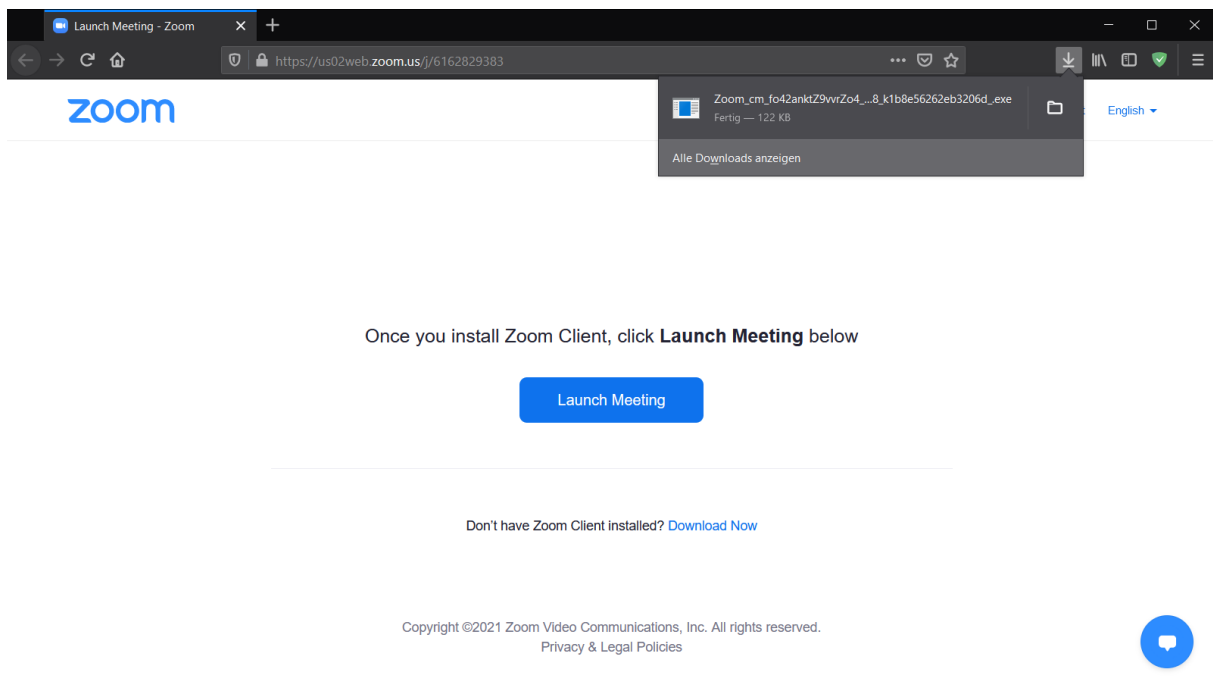 Launch Meeting - Zoom
https://us02web.zoom.us/j/6162829383
zoom
Zoom_cm_fo42anktZ9vvrZo4_...8_k1b8e56262eb3206d_.exe
Fertig — 122 KB
English
Alle Downloads anzeigen
Once you install Zoom Client, click Launch Meeting below
Launch Meeting
Don't have Zoom Client installed? Download Now
Copyright ©2021 Zoom Video Communications, Inc. All rights reserved.
Privacy & Legal Policies